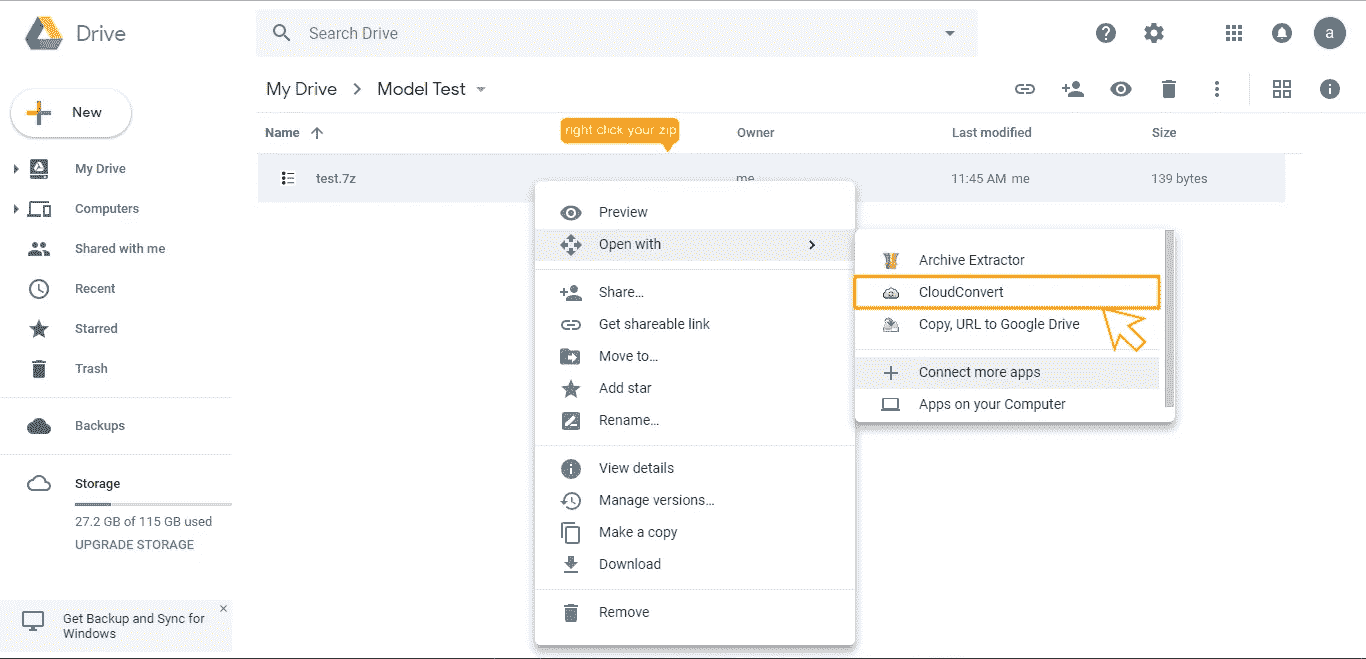 Drive
Search Drive
a
My Drive
Model Test
New
Name
right click your zip
Owner
Last modified
Size
test.7z
me
11:45 AM me
139 bytes
My Drive
Computers
Shared with me
Recent
Starred
Trash
Backups
Storage
27.2 GB of 115 GB used
UPGRADE STORAGE
Get Backup and Sync for
Windows
Preview
Open with
Share...
Get shareable link
Move to...
Add star
Rename...
View details
Manage versions...
Make a copy
Download
Remove
Archive Extractor
CloudConvert
Copy, URL to Google Drive
Connect more apps
Apps on your Computer